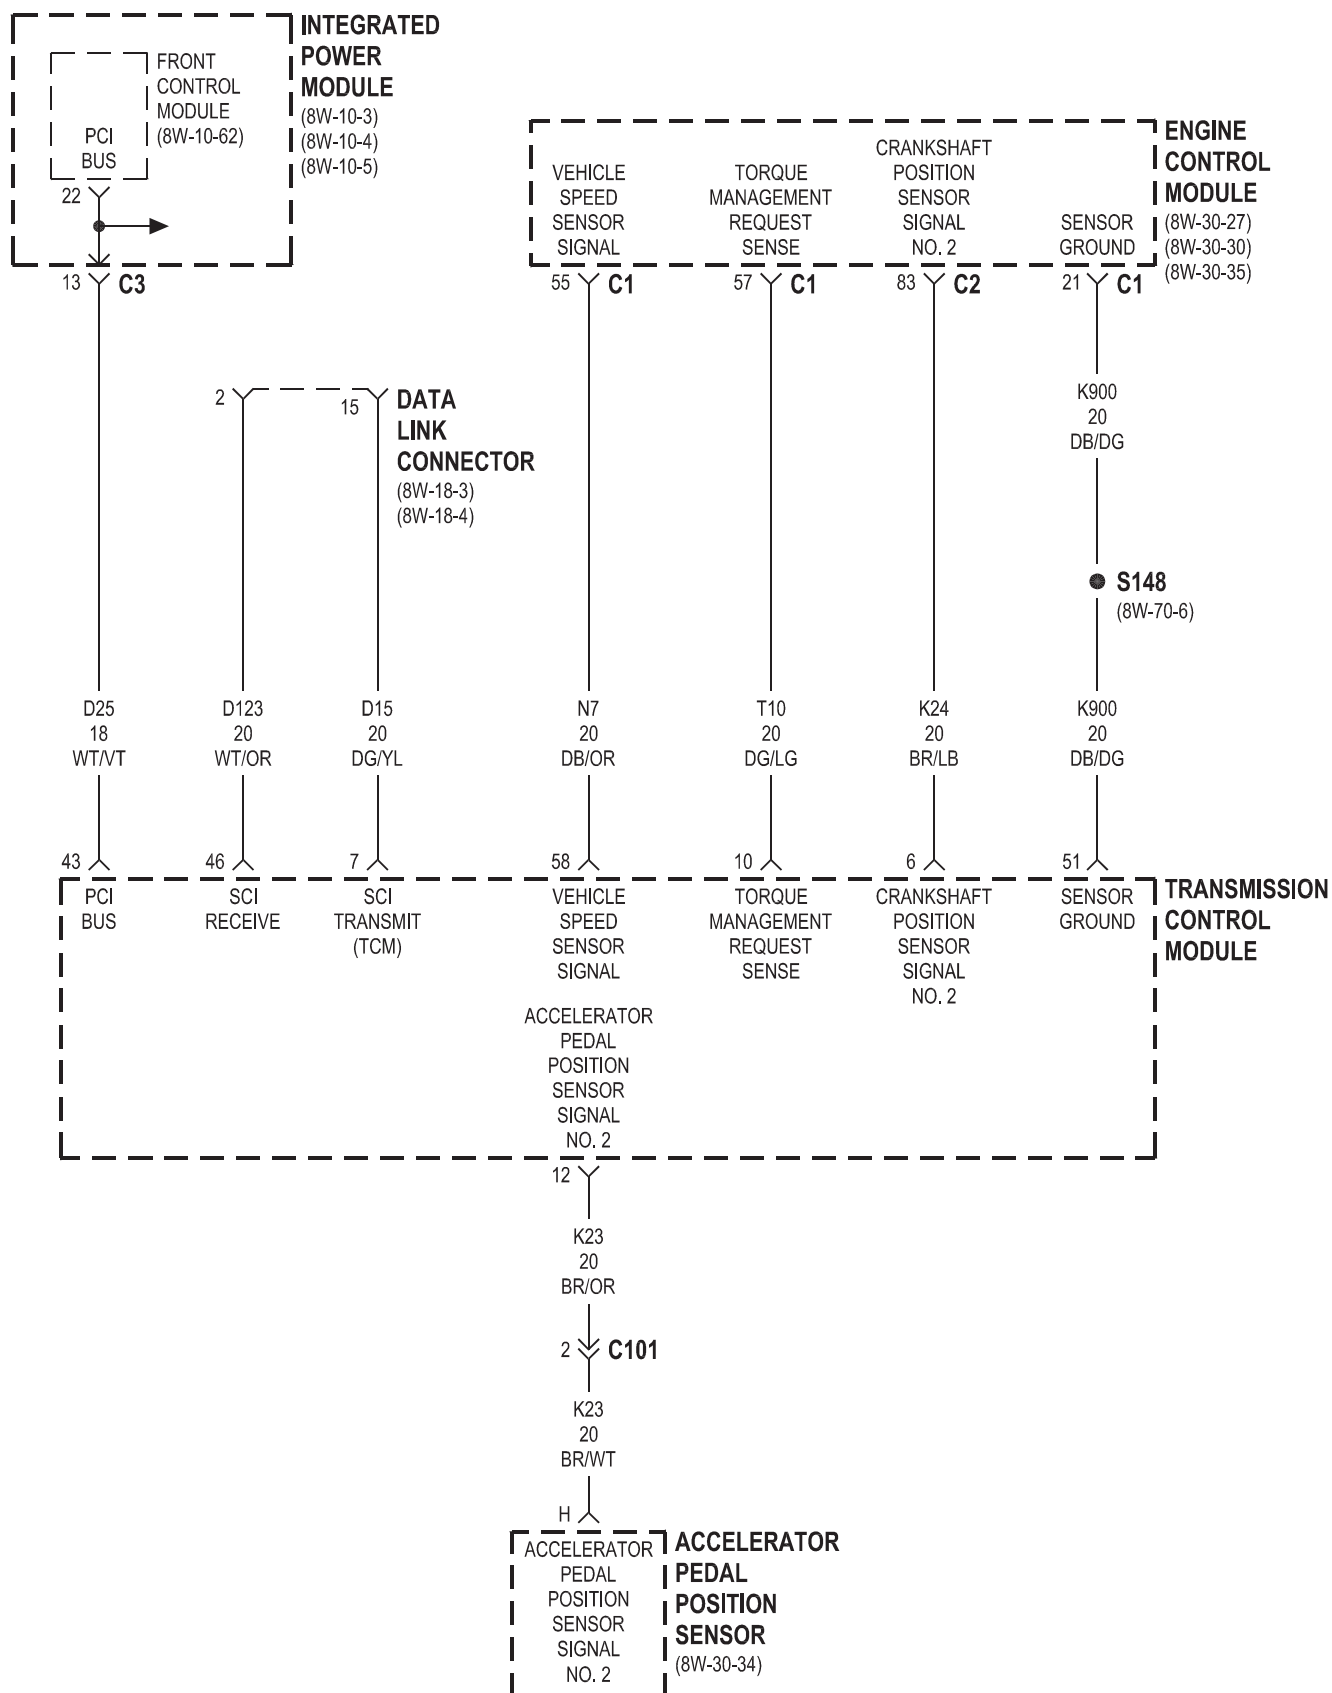 INTEGRATED
POWER
MODULE
(8W-10-3)
(8W-10-4)
(8W-10-5)
FRONT
CONTROL
MODULE
(8W-10-62)
PCI
BUS
22
13
C3
ENGINE
CONTROL
MODULE
(8W-30-27)
(8W-30-30)
(8W-30-35)
VEHICLE
SPEED
SENSOR
SIGNAL
TORQUE
MANAGEMENT
REQUEST
SENSE
CRANKSHAFT
POSITION
SENSOR
SIGNAL
NO. 2
SENSOR
GROUND
55
C1
57
C1
83
C2
21
C1
2
15
DATA
LINK
CONNECTOR
(8W-18-3)
(8W-18-4)
K900
20
DB/DG
S148
(8W-70-6)
D25
18
WT/VT
D123
20
WT/OR
D15
20
DG/YL
N7
20
DB/OR
T10
20
DG/LG
K24
20
BR/LB
K900
20
DB/DG
43
46
7
58
10
6
51
PCI
BUS
SCI
RECEIVE
SCI
TRANSMIT
(TCM)
VEHICLE
SPEED
SENSOR
SIGNAL
TORQUE
MANAGEMENT
REQUEST
SENSE
CRANKSHAFT
POSITION
SENSOR
SIGNAL
NO. 2
SENSOR
GROUND
TRANSMISSION
CONTROL
MODULE
ACCELERATOR
PEDAL
POSITION
SENSOR
SIGNAL
NO. 2
12
K23
20
BR/OR
2
C101
K23
20
BR/WT
H
ACCELERATOR
PEDAL
POSITION
SENSOR
SIGNAL
NO. 2
ACCELERATOR
PEDAL
POSITION
SENSOR
(8W-30-34)